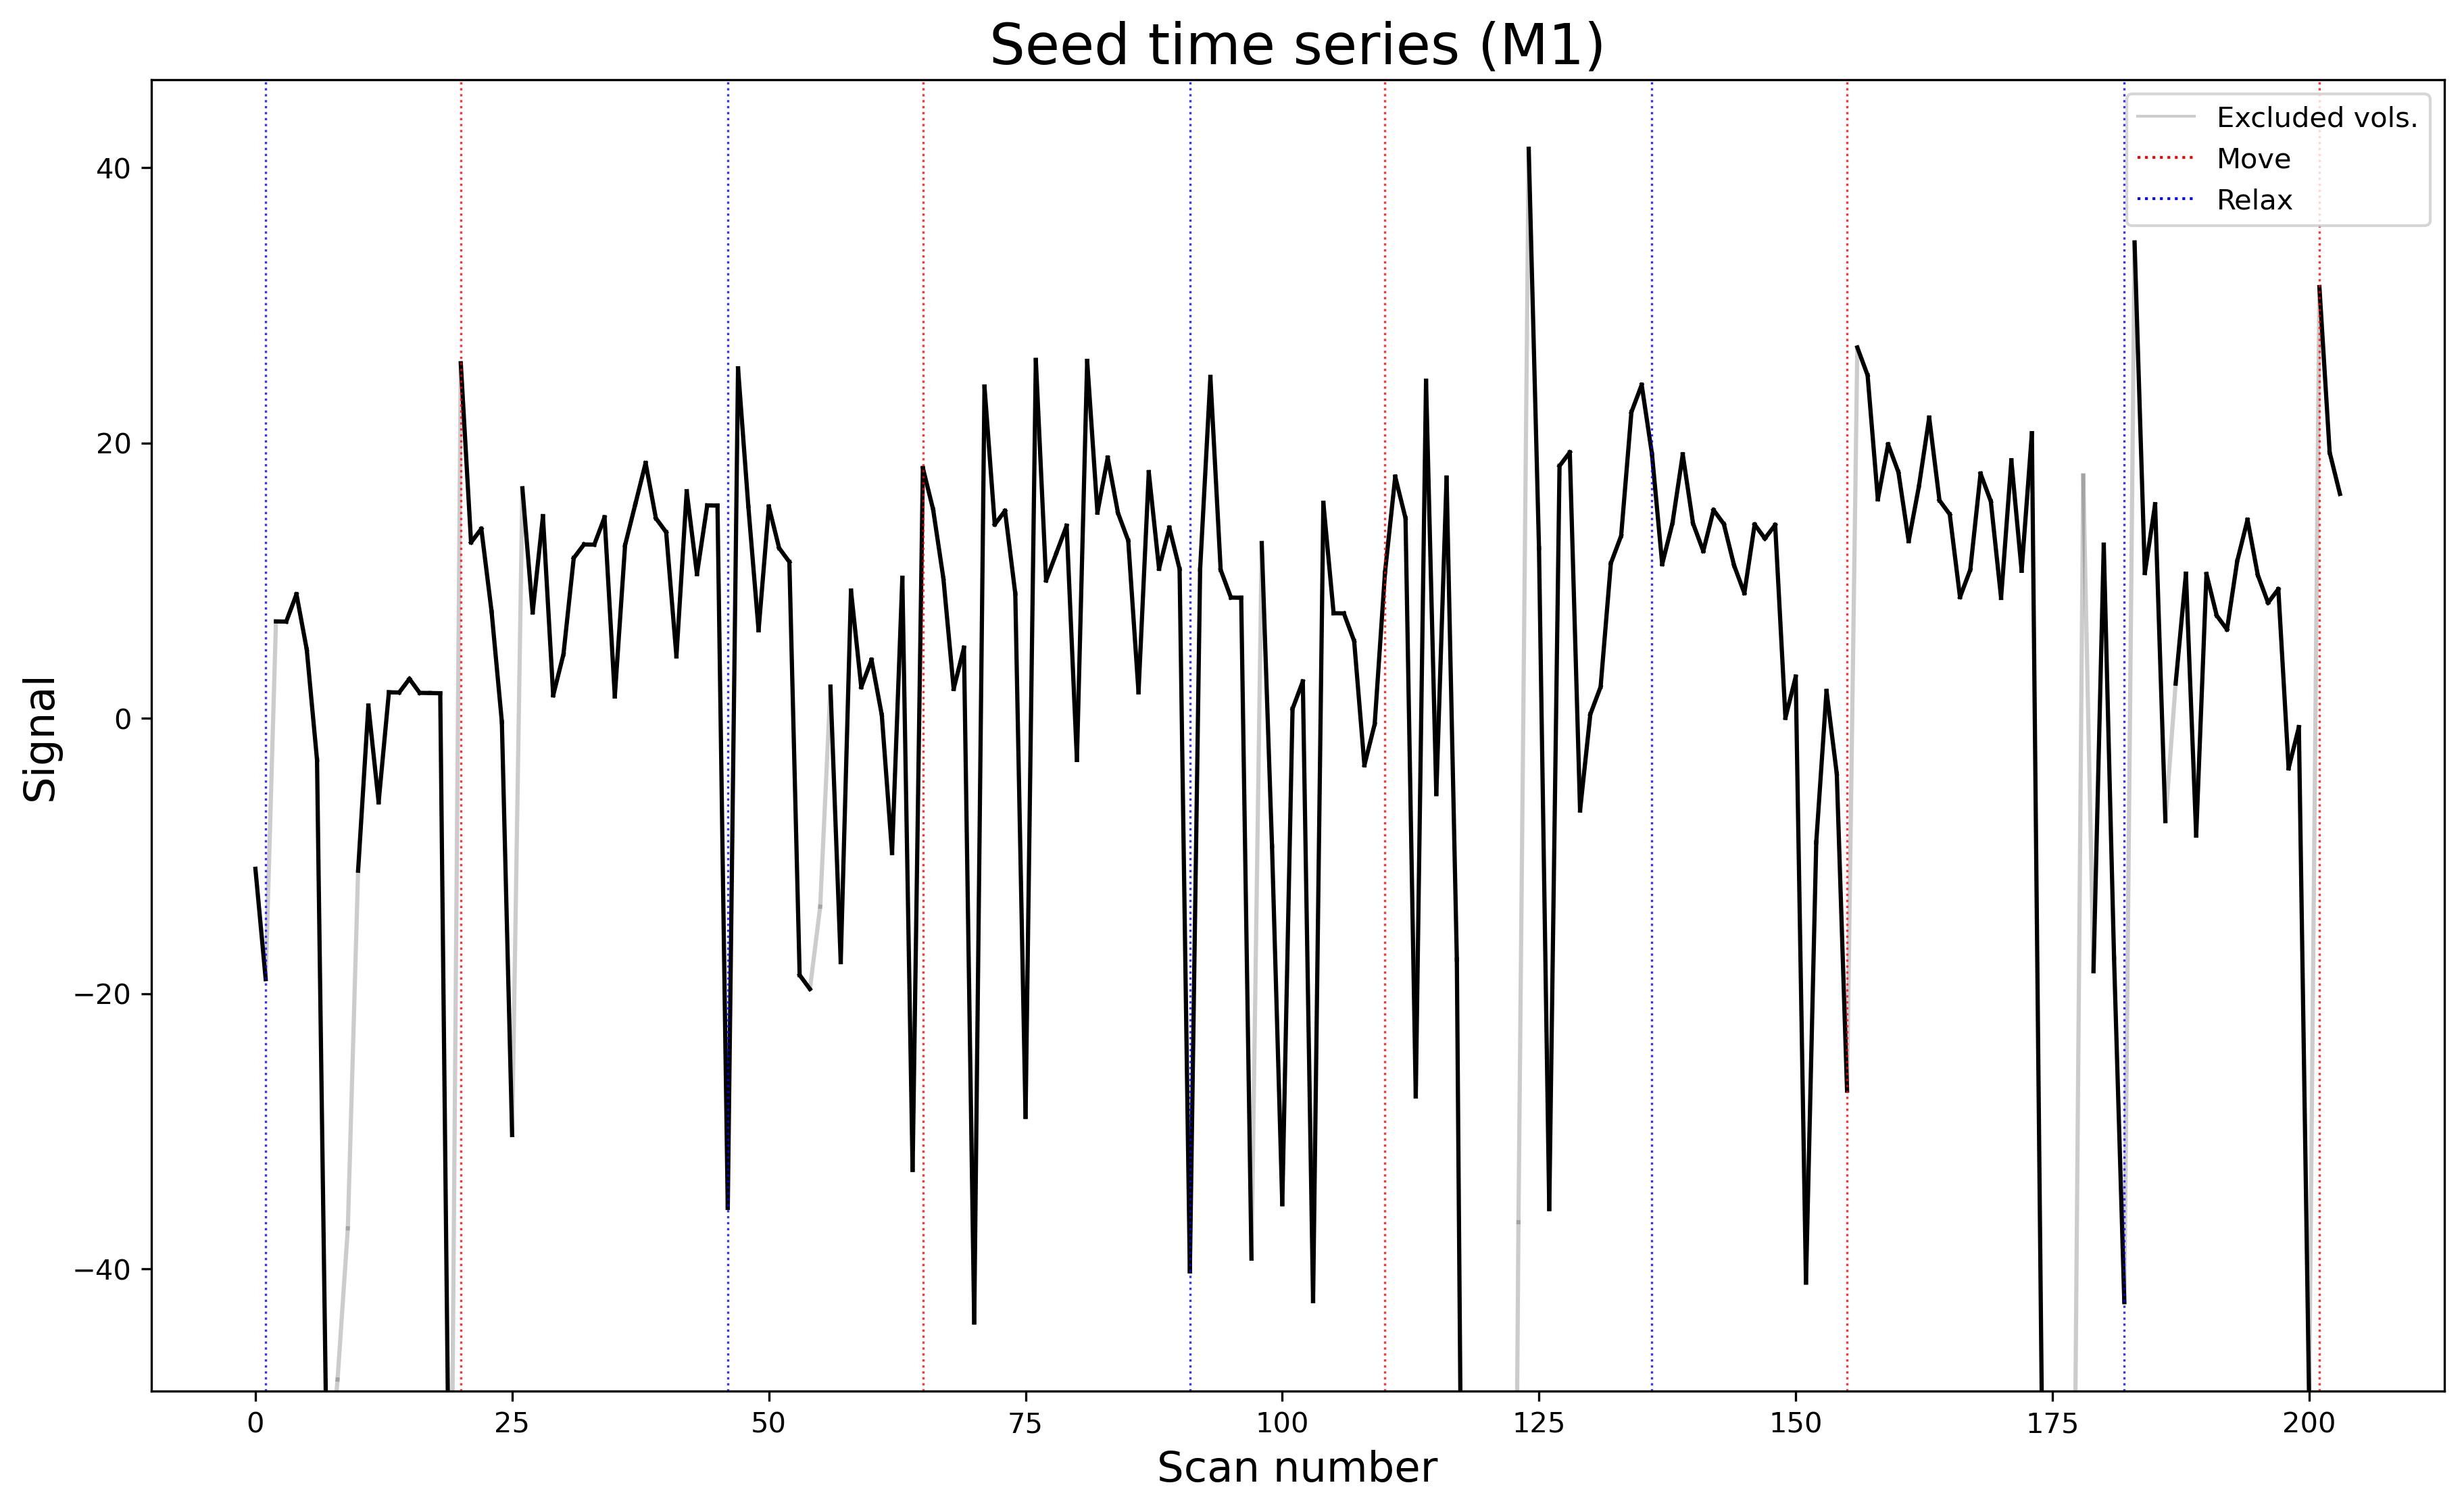 Seed time series (M1)
Excluded vols.
Move
Relax
Signal
40
20
0
−20
−40
0 25 50 75 100 125 150 175 200
Scan number